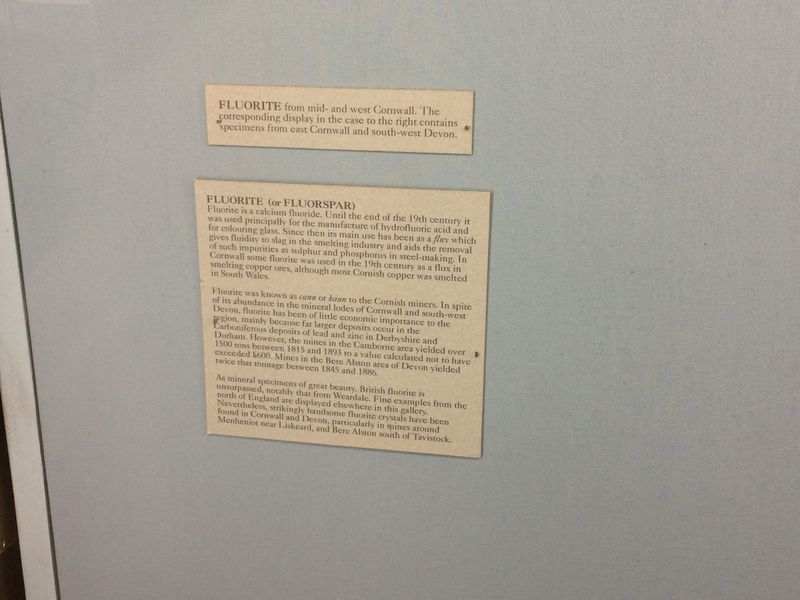 FLUORITE from mid- and west Cornwall. The
corresponding display in the case to the right contains
specimens from east Cornwall and south-west Devon.
FLUORITE (or FLUORSPAR)
Fluorite is a calcium fluoride. Until the end of the 19th century it
was used principally for the manufacture of hydrofluoric acid and
for colouring glass. Since then its main use has been as a flux which
gives fluidity to slag in the smelting industry and aids the removal
of such impurities as sulphur and phosphorus in steel-making. In
Cornwall some fluorite was used in the 19th century as a flux in
smelting copper ores, although most Cornish copper was smelted
in South Wales.
Fluorite was known as cann or kann to the Cornish miners. In spite
of its abundance in the mineral lodes of Cornwall and south-west
Devon, fluorite has been of little economic importance to the
region, mainly because far larger deposits occur in the
Carboniferous deposits of lead and zinc in Derbyshire and
Durham. However, the mines in the Camborne area yielded over
1500 tons between 1815 and 1893 to a value calculated not to have
exceeded £600. Mines in the Bere Alston area of Devon yielded
twice that tonnage between 1845 and 1886.
As mineral specimens of great beauty, British fluorite is
unsurpassed, notably that from Weardale. Fine examples from the
north of England are displayed elsewhere in this gallery.
Nevertheless, strikingly handsome fluorite crystals have been
found in Cornwall and Devon, particularly in mines around
Menheniot near Liskeard, and Bere Alston south of Tavistock.